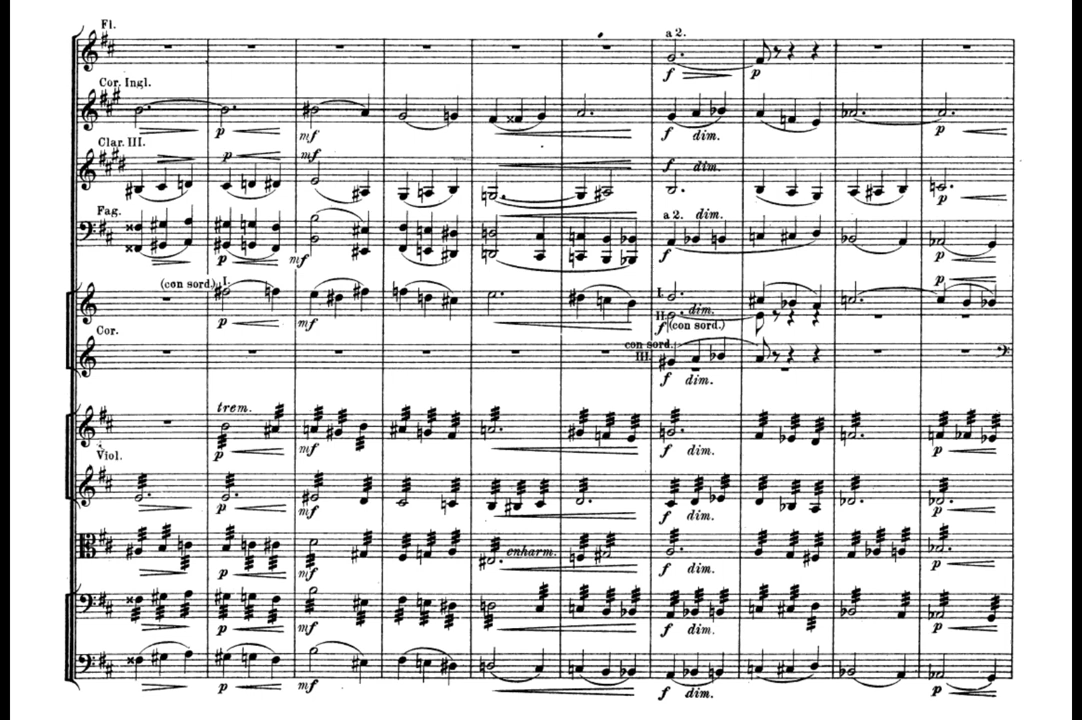 Fl.
a 2.
f p
Cor. Ingl.
p mf f dim. p
Clar. III.
p mf f dim. p
Fag.
a 2. dim.
p mf f p
(con sord.) I.
p mf
I. dim.
II.
f (con sord.)
p
Cor.
con sord.
III.
f dim.
trem.
p mf f dim. p
Viol.
p mf f dim. p
enharm.
p mf f dim. p
p mf f dim. p
p mf f dim. p